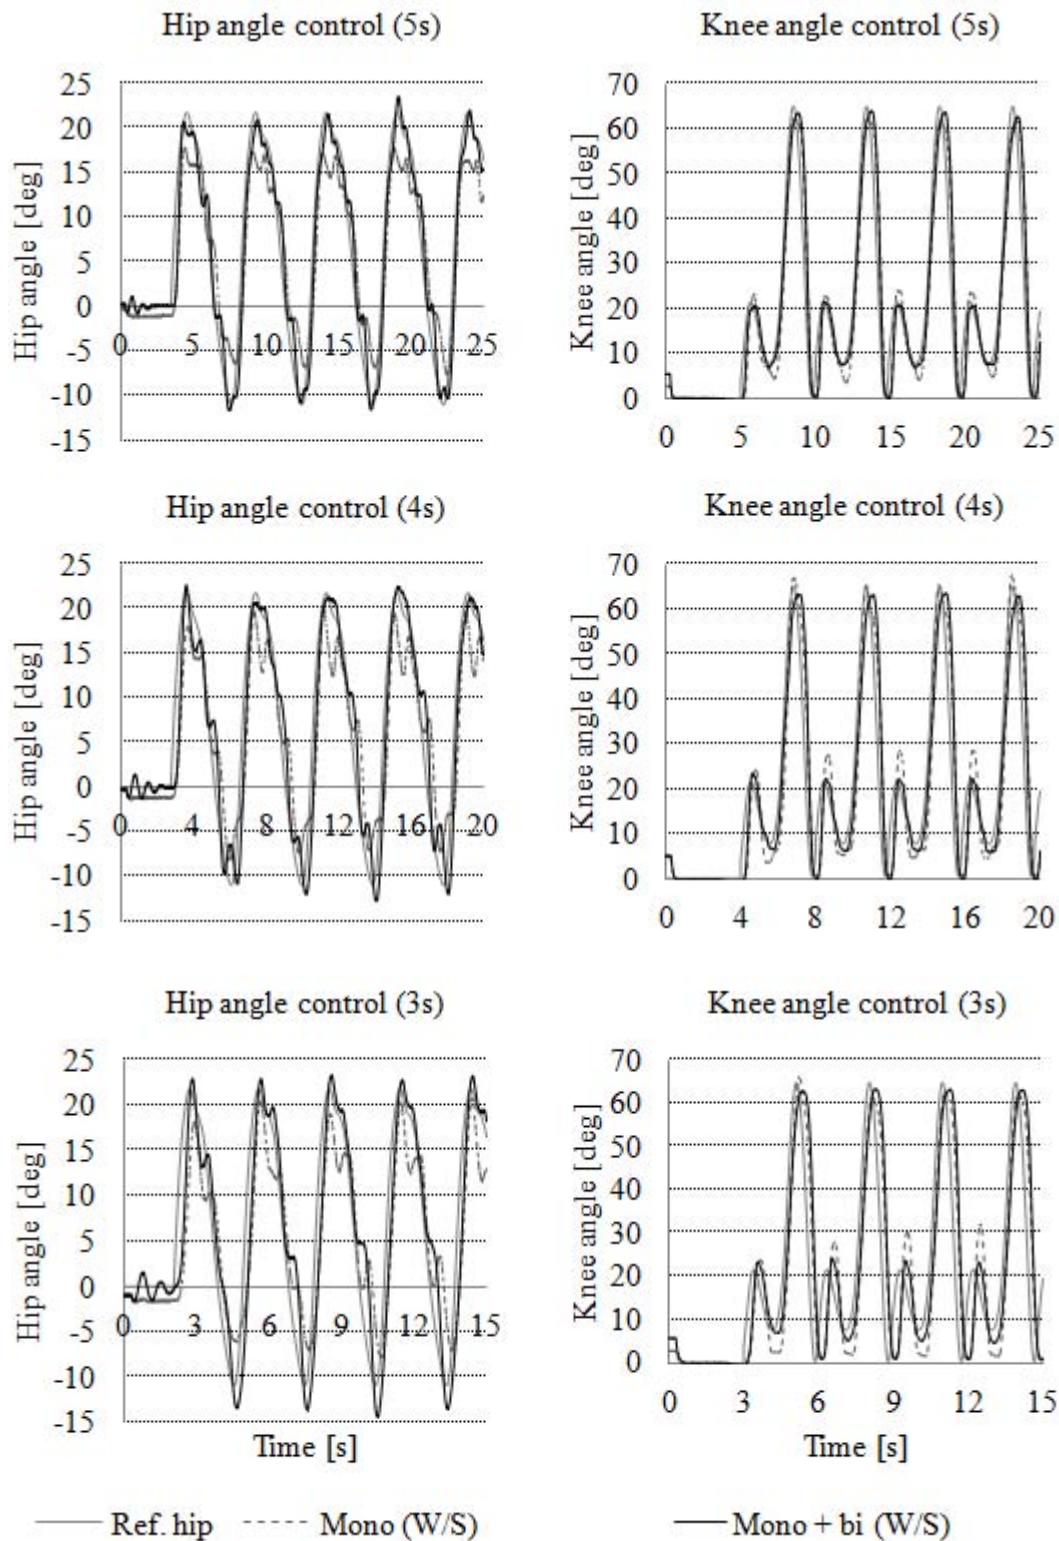 Hip angle control (5s)
Knee angle control (5s)
Hip angle [deg]
25
20
15
10
5
0
-5
-10
-15
0 5 10 15 20 25
Knee angle [deg]
70
60
50
40
30
20
10
0
0 5 10 15 20 25
Hip angle control (4s)
Knee angle control (4s)
Hip angle [deg]
25
20
15
10
5
0
-5
-10
-15
0 4 8 12 16 20
Knee angle [deg]
70
60
50
40
30
20
10
0
0 4 8 12 16 20
Hip angle control (3s)
Knee angle control (3s)
Hip angle [deg]
25
20
15
10
5
0
-5
-10
-15
0 3 6 9 12 15
Time [s]
Knee angle [deg]
70
60
50
40
30
20
10
0
0 3 6 9 12 15
Time [s]
Ref. hip Mono (W/S) Mono + bi (W/S)